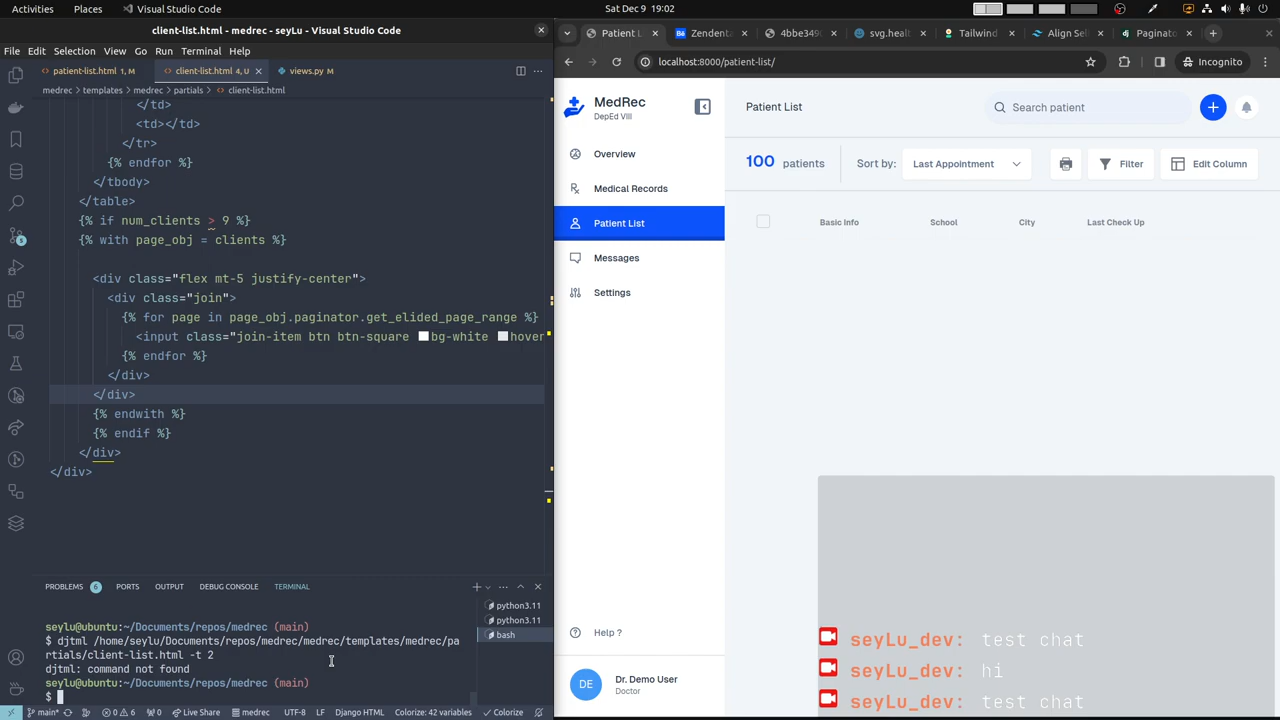 Activities Places Visual Studio Code
Sat Dec 9 19:02
client-list.html - medrec - seyLu - Visual Studio Code
File Edit Selection View Go Run Terminal Help
patient-list.html 1, M client-list.html 4, U views.py M
medrec > templates > medrec > partials > client-list.html
</td>
<td></td>
</tr>
{% endfor %}
</tbody>
</table>
{% if num_clients > 9 %}
{% with page_obj = clients %}
<div class="flex mt-5 justify-center">
<div class="join">
{% for page in page_obj.paginator.get_elided_page_range %}
<input class="join-item btn btn-square bg-white hover
{% endfor %}
</div>
</div>
{% endwith %}
{% endif %}
</div>
</div>
PROBLEMS 6 PORTS OUTPUT DEBUG CONSOLE TERMINAL
seylu@ubuntu:~/Documents/repos/medrec (main)
$ djtml /home/seylu/Documents/repos/medrec/medrec/templates/medrec/pa
rtials/client-list.html -t 2
djtml: command not found
seylu@ubuntu:~/Documents/repos/medrec (main)
$
python3.11
python3.11
bash
main* 0 6 0 Live Share medrec UTF-8 LF Django HTML Colorize: 42 variables Colorize
Patient L Zendenta 4bbe349( svg.healt Tailwind Align Sel Paginato
localhost:8000/patient-list/ Incognito
MedRec
DepEd VIII
Overview
Medical Records
Patient List
Messages
Settings
Help ?
DE Dr. Demo User
Doctor
Patient List Search patient
100 patients Sort by: Last Appointment Filter Edit Column
Basic Info School City Last Check Up
seyLu_dev: test chat
seyLu_dev: hi
seyLu_dev: test chat